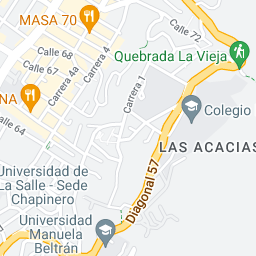 MASA 70
Calle 72
Calle 68
Quebrada La Vieja
Calle 67
Carrera 4
Carrera 4a
Carrera 1
NA
Colegio
Calle 64
LAS ACACIAS
Universidad de
La Salle - Sede
Chapinero
Diagonal 57
Universidad
Manuela
Beltrán